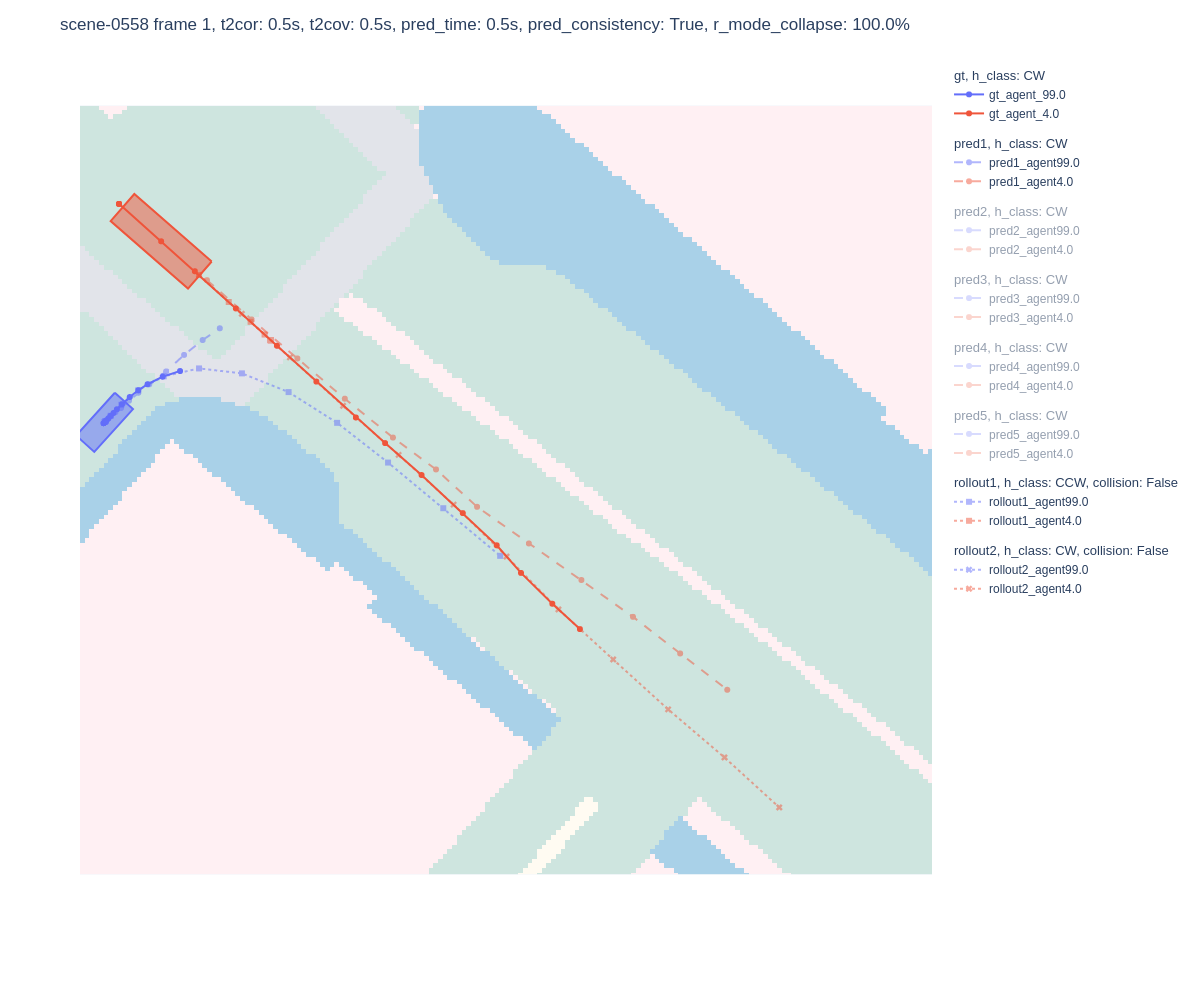 scene-0558 frame 1, t2cor: 0.5s, t2cov: 0.5s, pred_time: 0.5s, pred_consistency: True, r_mode_collapse: 100.0%
gt, h_class: CW
gt_agent_99.0
gt_agent_4.0
pred1, h_class: CW
pred1_agent99.0
pred1_agent4.0
pred2, h_class: CW
pred2_agent99.0
pred2_agent4.0
pred3, h_class: CW
pred3_agent99.0
pred3_agent4.0
pred4, h_class: CW
pred4_agent99.0
pred4_agent4.0
pred5, h_class: CW
pred5_agent99.0
pred5_agent4.0
rollout1, h_class: CCW, collision: False
rollout1_agent99.0
rollout1_agent4.0
rollout2, h_class: CW, collision: False
rollout2_agent99.0
rollout2_agent4.0